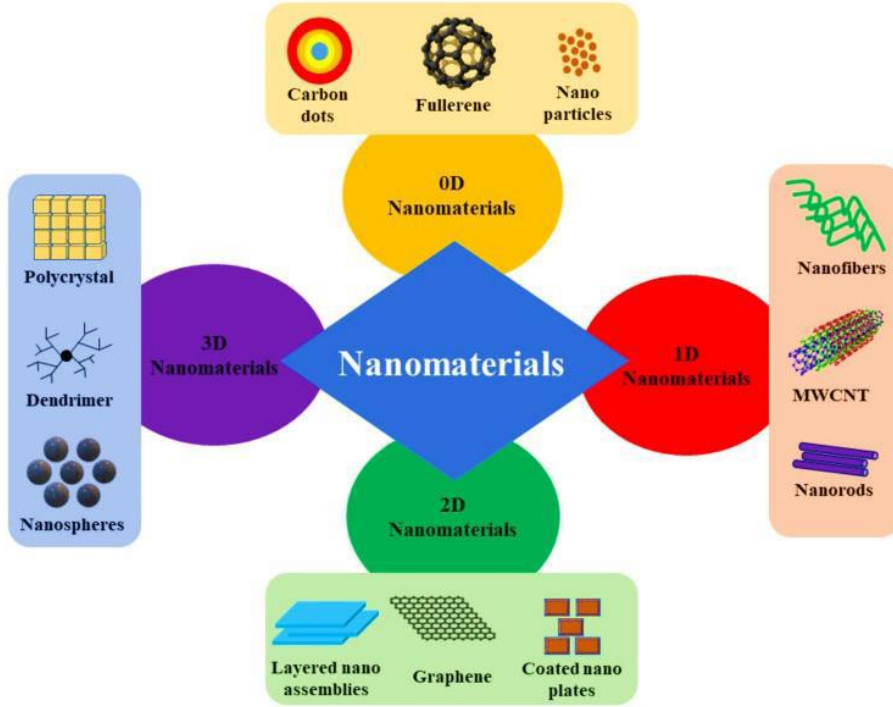 Carbon
dots
Fullerene
Nano
particles
0D
Nanomaterials
Polycrystal
Dendrimer
Nanospheres
3D
Nanomaterials
Nanomaterials
1D
Nanomaterials
Nanofibers
MWCNT
Nanorods
2D
Nanomaterials
Layered nano
assemblies
Graphene
Coated nano
plates